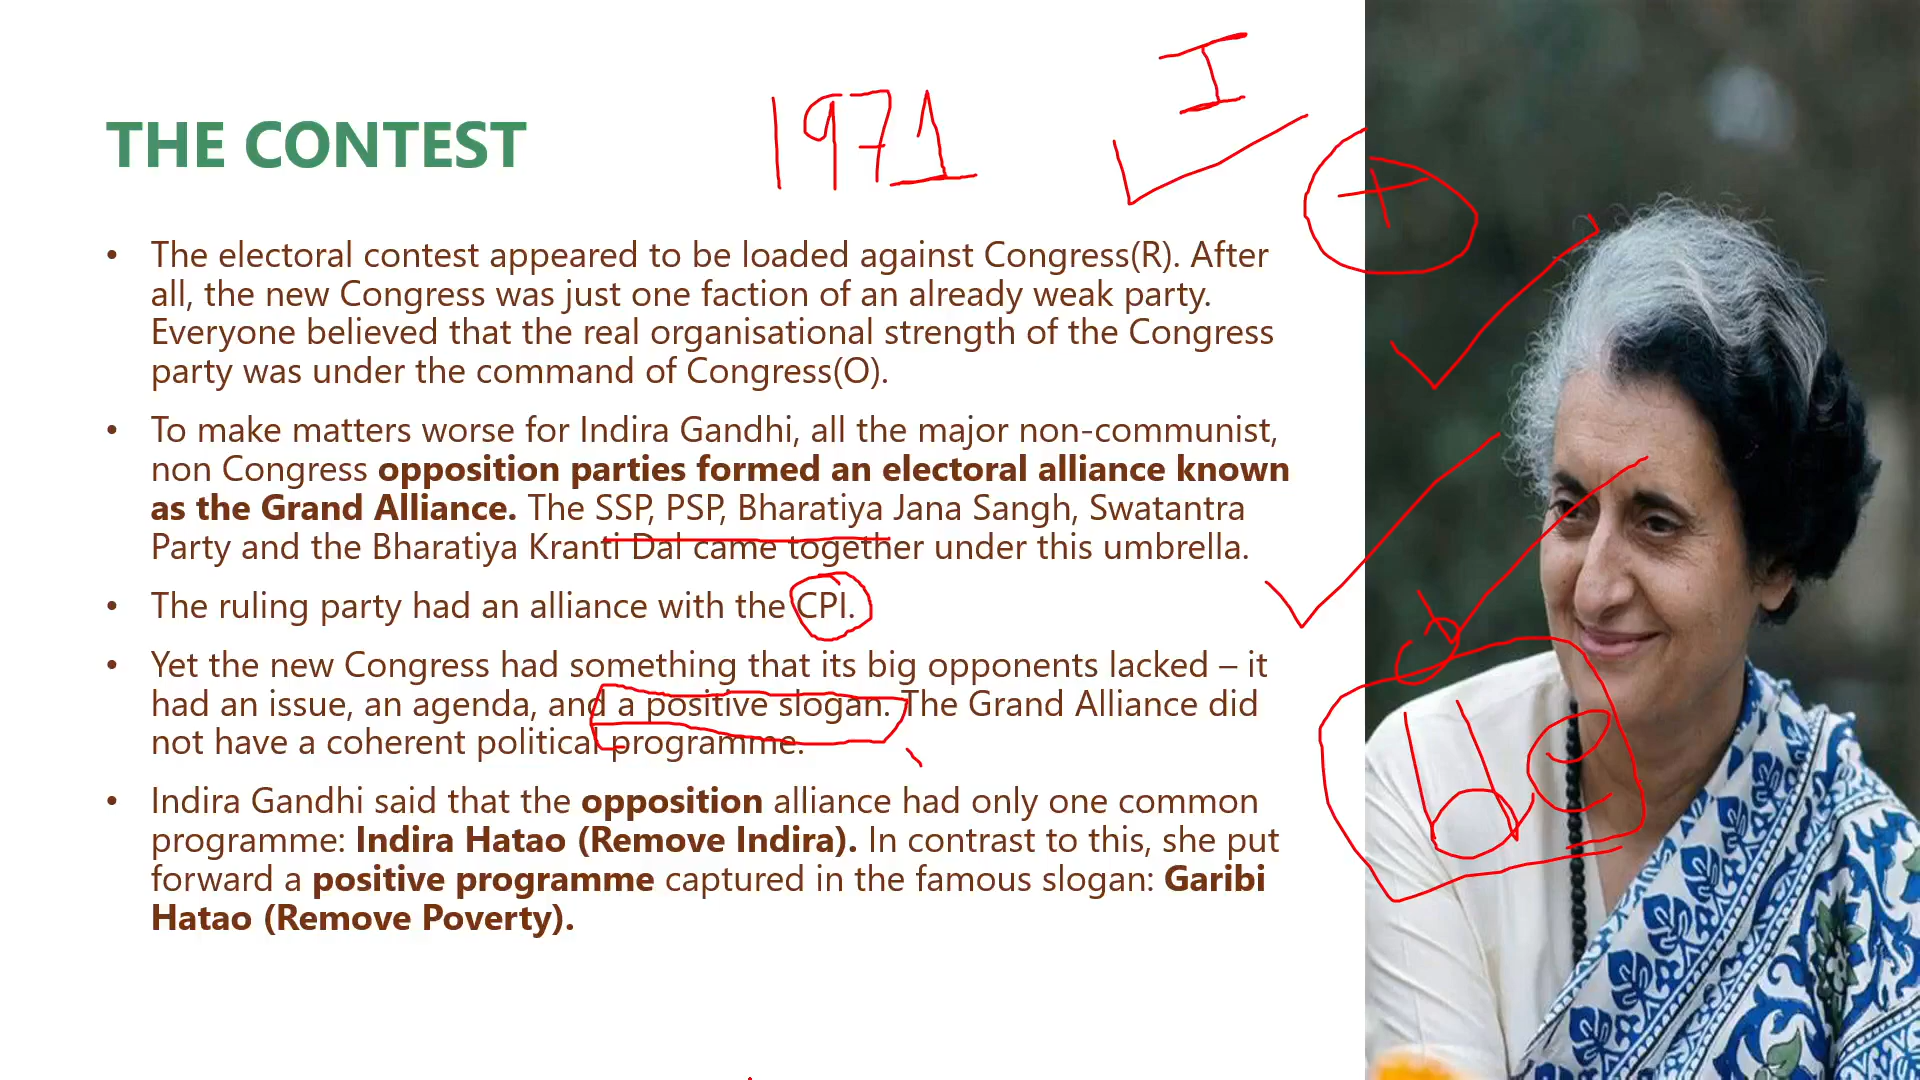 1971
I
THE CONTEST
• The electoral contest appeared to be loaded against Congress(R). After
all, the new Congress was just one faction of an already weak party.
Everyone believed that the real organisational strength of the Congress
party was under the command of Congress(O).
• To make matters worse for Indira Gandhi, all the major non-communist,
non Congress opposition parties formed an electoral alliance known
as the Grand Alliance. The SSP, PSP, Bharatiya Jana Sangh, Swatantra
Party and the Bharatiya Kranti Dal came together under this umbrella.
• The ruling party had an alliance with the CPI.
• Yet the new Congress had something that its big opponents lacked – it
had an issue, an agenda, and a positive slogan. The Grand Alliance did
not have a coherent political programme.
• Indira Gandhi said that the opposition alliance had only one common
programme: Indira Hatao (Remove Indira). In contrast to this, she put
forward a positive programme captured in the famous slogan: Garibi
Hatao (Remove Poverty).